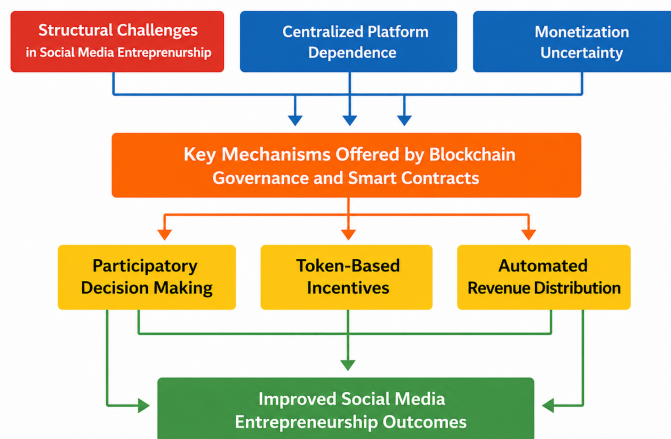 Structural Challenges
in Social Media Entreprenurship
Centralized Platform
Dependence
Monetization
Uncertainty
Key Mechanisms Offered by Blockchain
Governance and Smart Contracts
Participatory
Decision Making
Token-Based
Incentives
Automated
Revenue Distribution
Improved Social Media
Entrepreneurship Outcomes